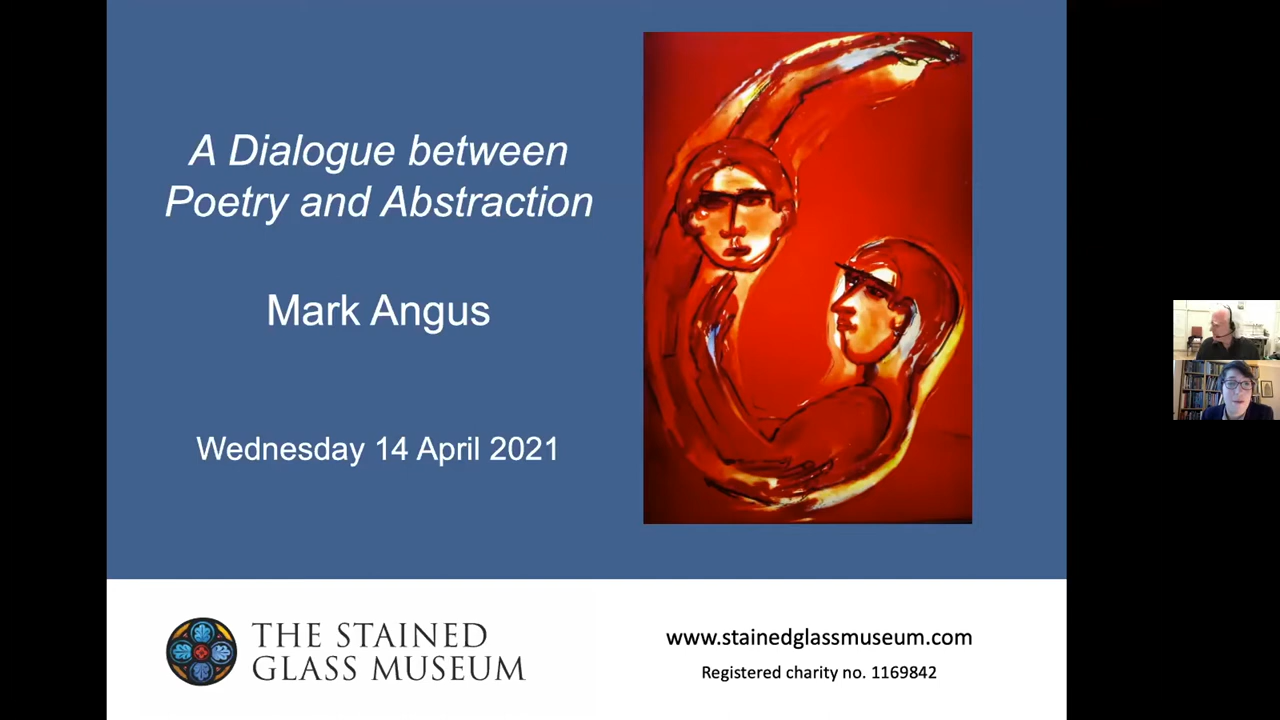 A Dialogue between
Poetry and Abstraction
Mark Angus
Wednesday 14 April 2021
THE STAINED
GLASS MUSEUM
www.stainedglassmuseum.com
Registered charity no. 1169842